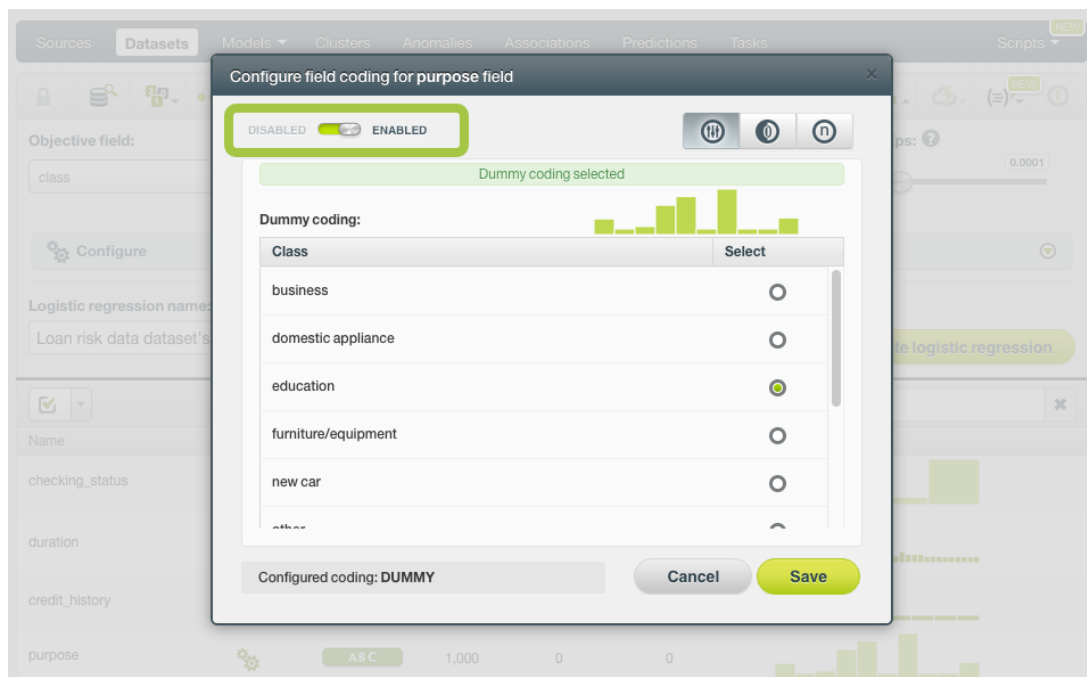 Sources Datasets Models Clusters Anomalies Associations Predictions Tasks Scripts NEW
Configure field coding for purpose field
NEW
DISABLED ENABLED
Objective field:
ps:
0.0001
class
Dummy coding selected
Dummy coding:
Class Select
Configure
business
Logistic regression name:
Loan risk data dataset's
domestic appliance
te logistic regression
education
furniture/equipment
Name
new car
checking_status
other
duration
Configured coding: DUMMY
Cancel Save
credit_history
purpose ABC 1,000 0 0